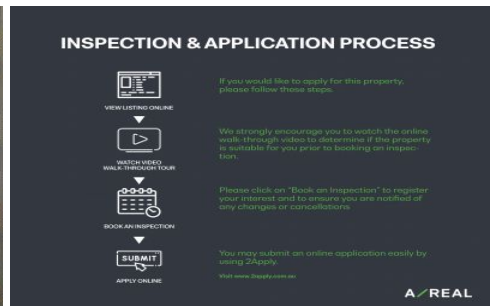 INSPECTION & APPLICATION PROCESS
VIEW LISTING ONLINE
If you would like to apply for this property,
please follow those steps.
WATCH VIDEO
WALK-THROUGH TOUR
We strongly encourage you to watch the online
walk-through video to determine if the property
is suitable for you prior to booking an inspec-
tion.
BOOK AN INSPECTION
Please click on "Book an Inspection" to register
your interest and to ensure you are notified of
any changes or cancellations
SUBMIT
APPLY ONLINE
You may submit an online application easily by
using 2Apply.
Visit www.2apply.com.au
A/REAL